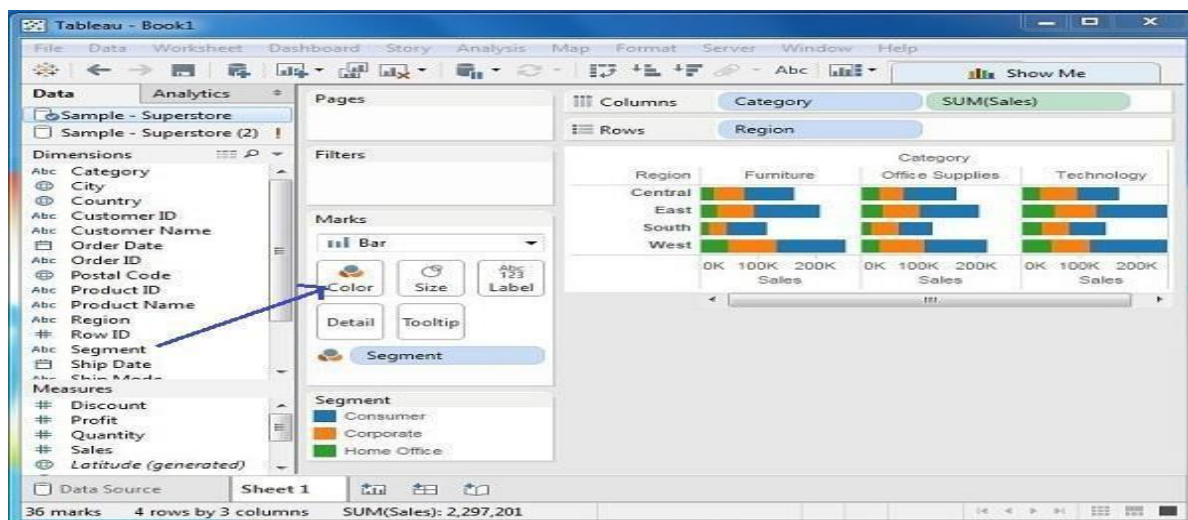 Tableau - Book1
File Data Worksheet Dashboard Story Analysis Map Format Server Window Help
Abc
Show Me
Data Analytics
Sample - Superstore
Sample - Superstore (2) !
Dimensions
Abc Category
City
Country
Abc Customer ID
Abc Customer Name
Order Date
Abc Order ID
Postal Code
Abc Product ID
Abc Product Name
Abc Region
# Row ID
Abc Segment
Ship Date
Abc Ship Mode
Measures
# Discount
# Profit
# Quantity
# Sales
Latitude (generated)
Pages
Filters
Marks
Bar
Color Size Abc 123 Label
Detail Tooltip
Segment
Segment
Consumer
Corporate
Home Office
Columns Category SUM(Sales)
Rows Region
Category
Region Furniture Office Supplies Technology
Central
East
South
West
0K 100K 200K 0K 100K 200K 0K 100K 200K
Sales Sales Sales
Data Source Sheet 1
36 marks 4 rows by 3 columns SUM(Sales): 2,297,201